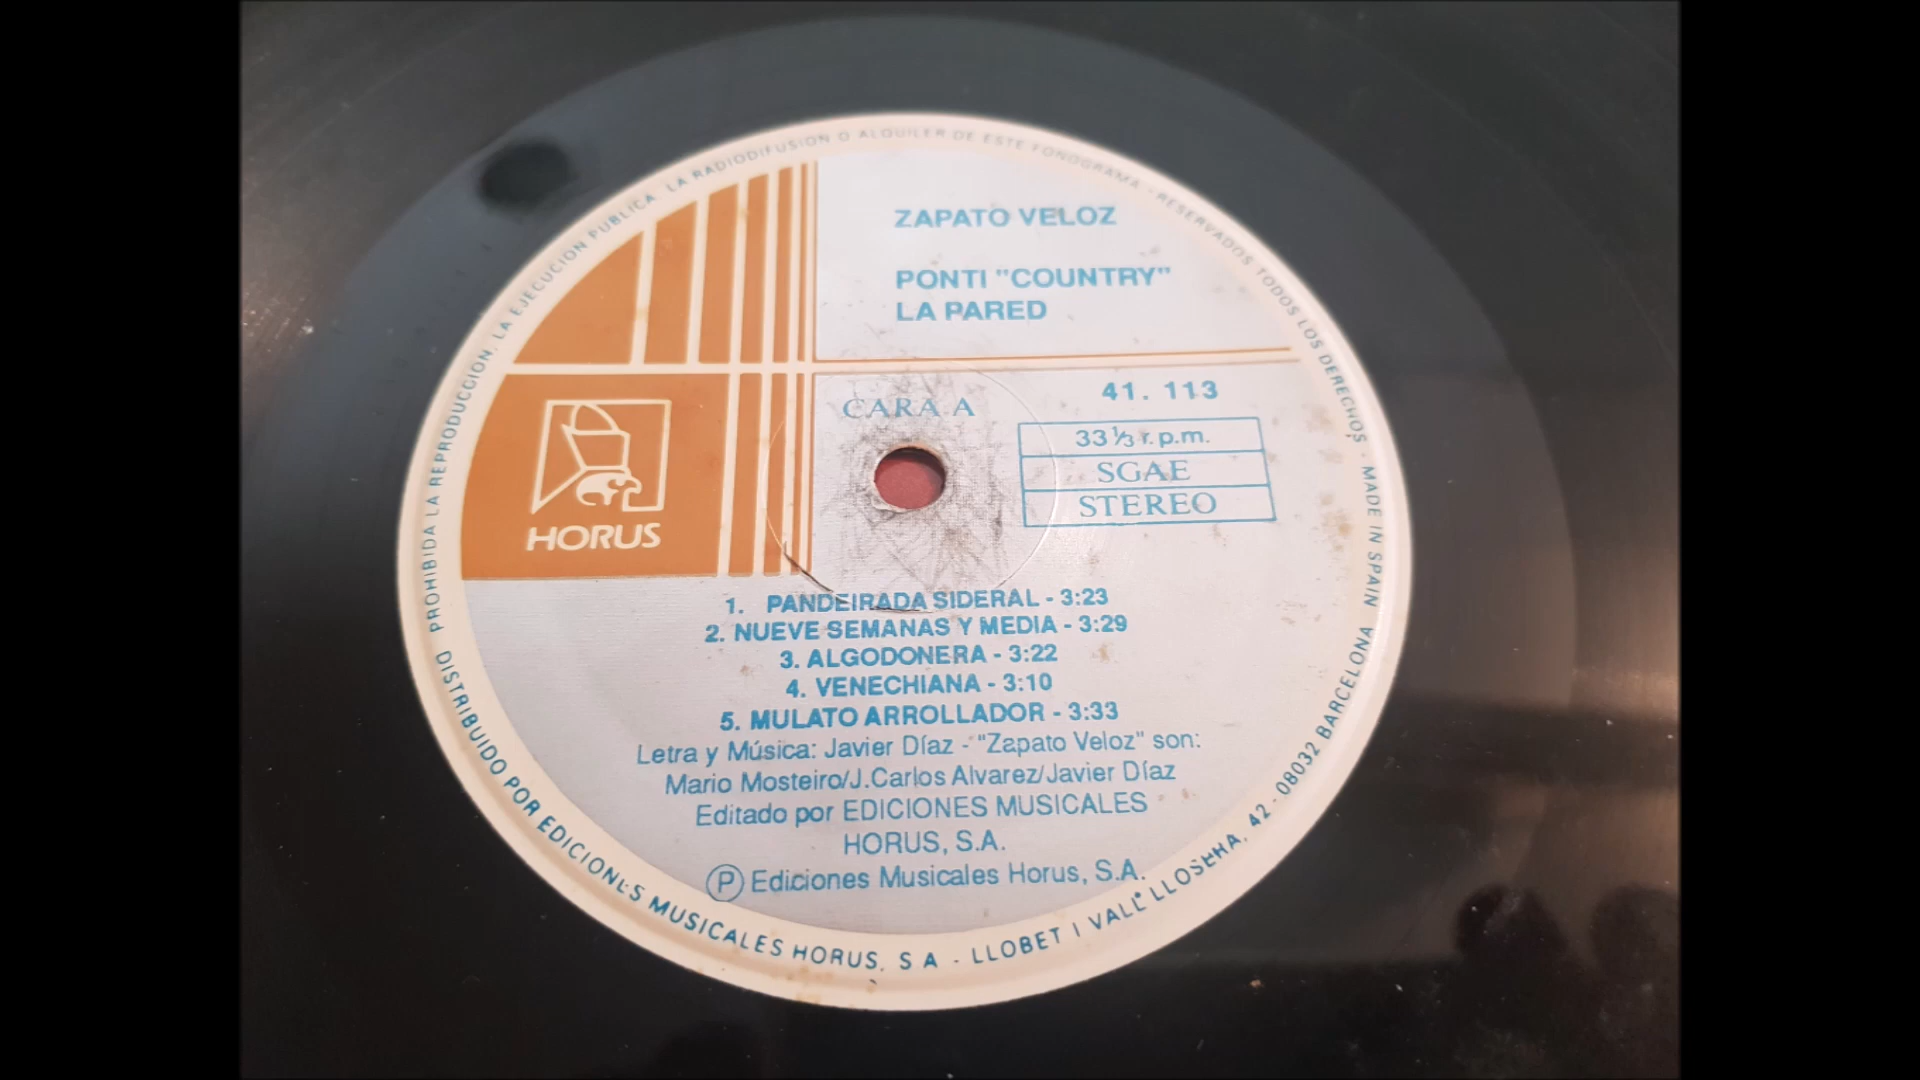 ZAPATO VELOZ
PONTI "COUNTRY"
LA PARED
HORUS
CARA A
41. 113
33 ⅓ r.p.m.
SGAE
STEREO
1. PANDEIRADA SIDERAL - 3:23
2. NUEVE SEMANAS Y MEDIA - 3:29
3. ALGODONERA - 3:22
4. VENECHIANA - 3:10
5. MULATO ARROLLADOR - 3:33
Letra y Música: Javier Díaz - "Zapato Veloz" son:
Mario Mosteiro/J.Carlos Alvarez/Javier Díaz
Editado por EDICIONES MUSICALES
HORUS, S.A.
Ⓟ Ediciones Musicales Horus, S.A.
PROHIBIDA LA REPRODUCCION, LA EJECUCION PUBLICA, LA RADIODIFUSION O ALQUILER DE ESTE FONOGRAMA - RESERVADOS TODOS LOS DERECHOS - MADE IN SPAIN
DISTRIBUIDO POR EDICIONES MUSICALES HORUS, S A - LLOBET I VALL LLOSERA, 42 - 08032 BARCELONA